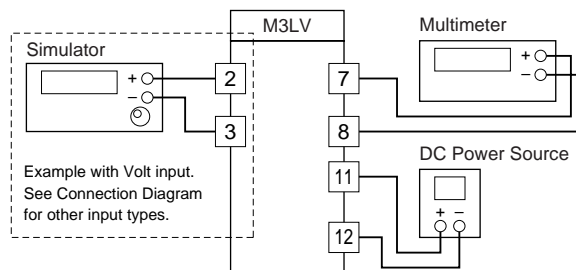 M3LV
Simulator
Multimeter
+
−
2
7
+
−
3
8
Example with Volt input.
See Connection Diagram
for other input types.
DC Power Source
11
+ −
12